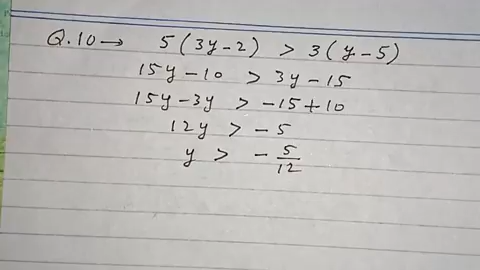 Q.10→ 5(3y-2) > 3(y-5)
15y-10 > 3y-15
15y-3y > -15+10
12y > -5
y > -5/12